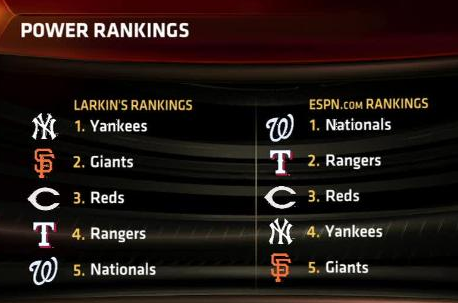 POWER RANKINGS
LARKIN'S RANKINGS
1. Yankees
2. Giants
3. Reds
4. Rangers
5. Nationals
ESPN.COM RANKINGS
1. Nationals
2. Rangers
3. Reds
4. Yankees
5. Giants